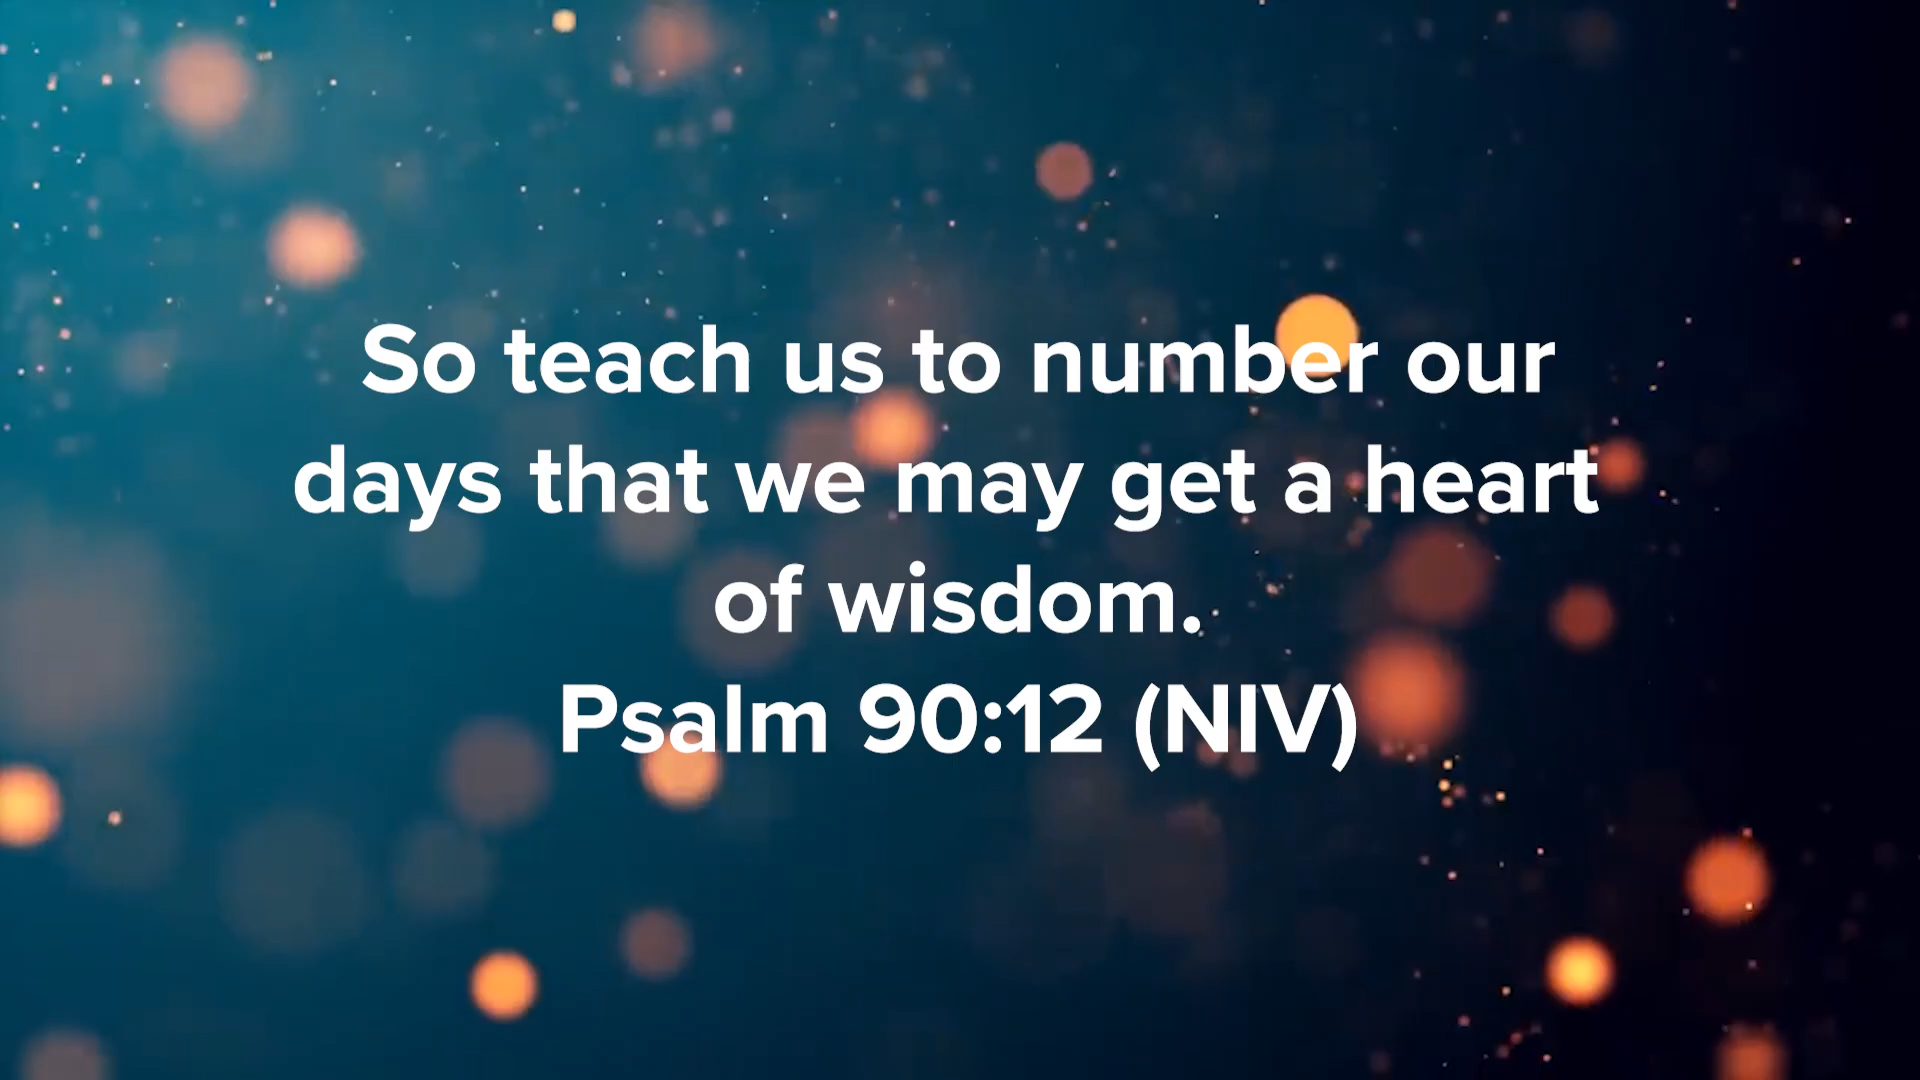 So teach us to number our
days that we may get a heart
of wisdom.
Psalm 90:12 (NIV)